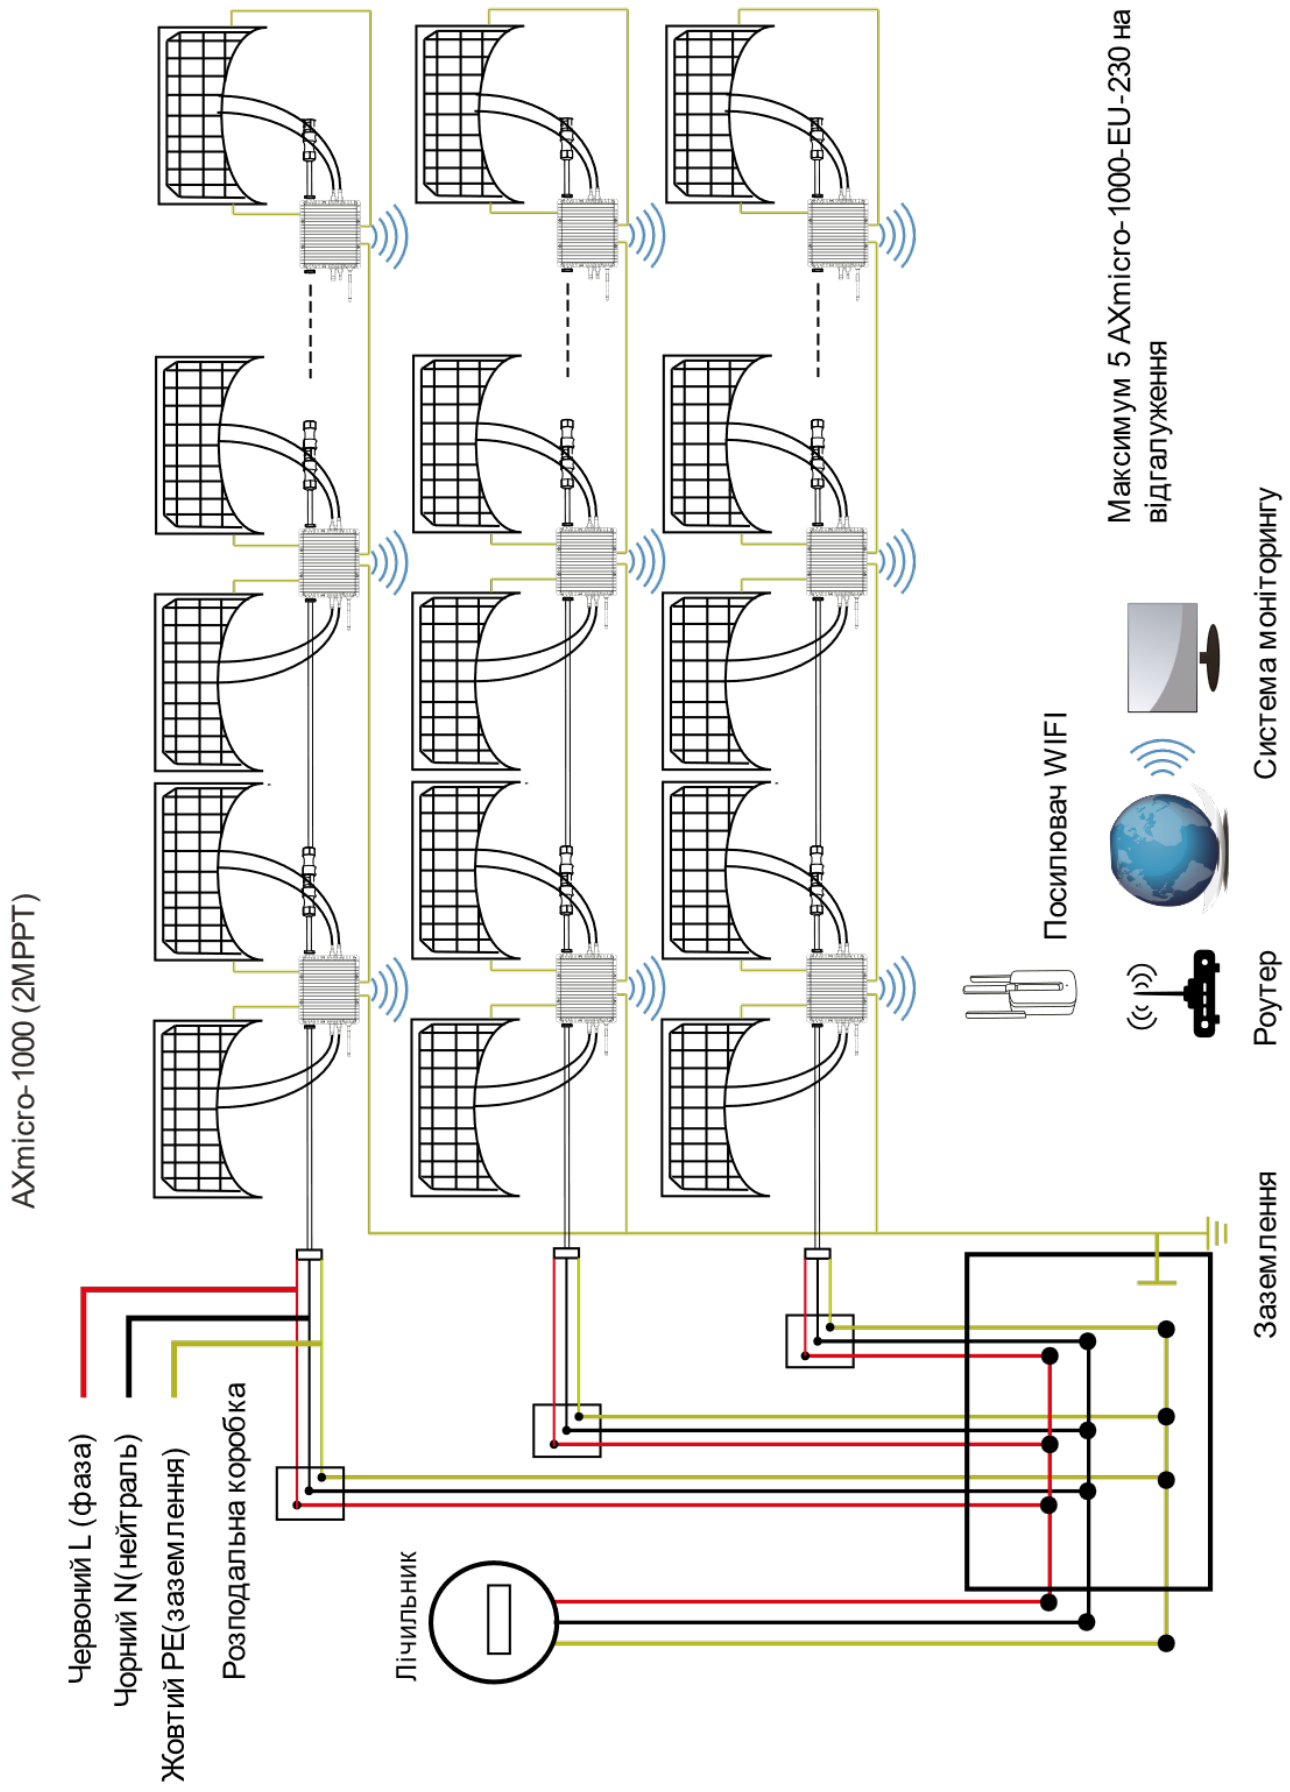 AXmicro-1000 (2MPPT)
Червоний L (фаза)
Чорний N(нейтраль)
Жовтий PE(заземлення)
Розподальна коробка
Лічильник
Посилювач WIFI
Максимум 5 AXmicro-1000-EU-230 на
відгалуження
Заземлення
Роутер
Система моніторингу